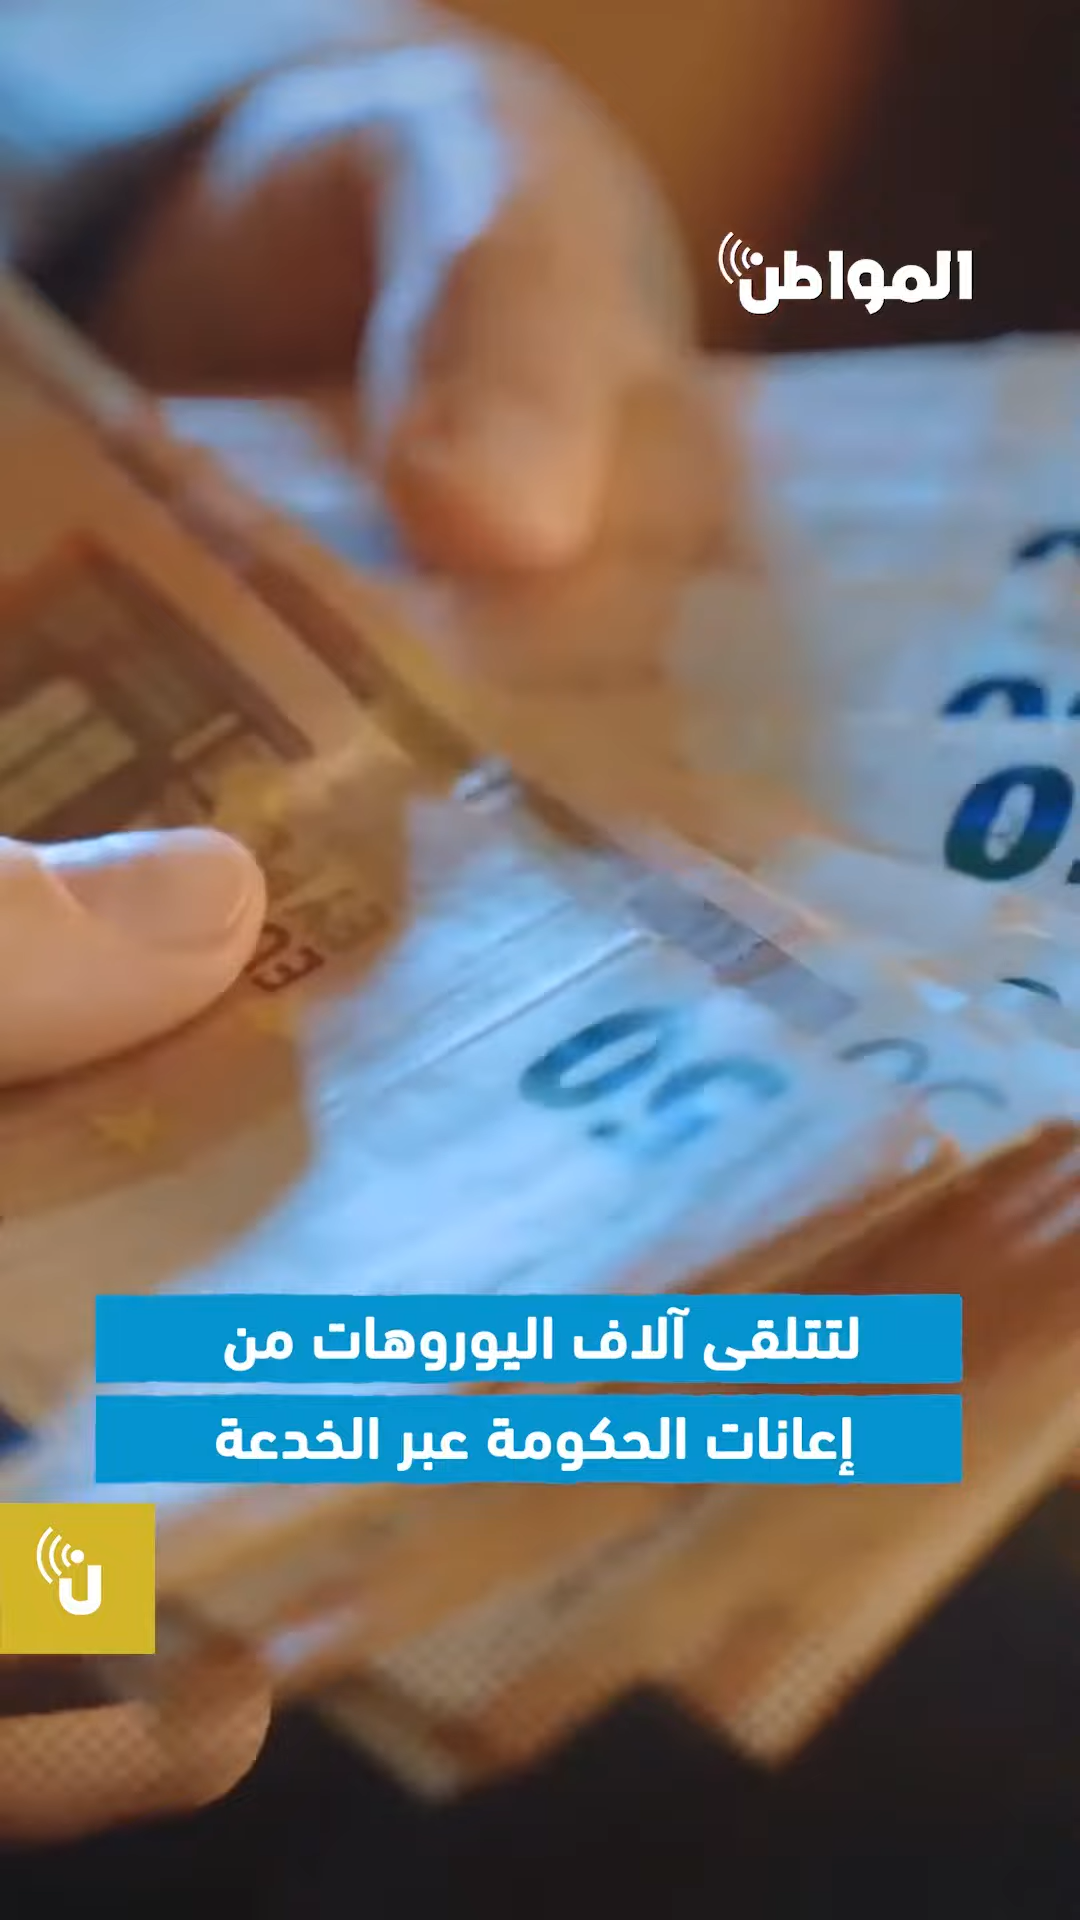 المواطن
لتتلقى آلاف اليوروهات من
إعانات الحكومة عبر الخدعة
ن